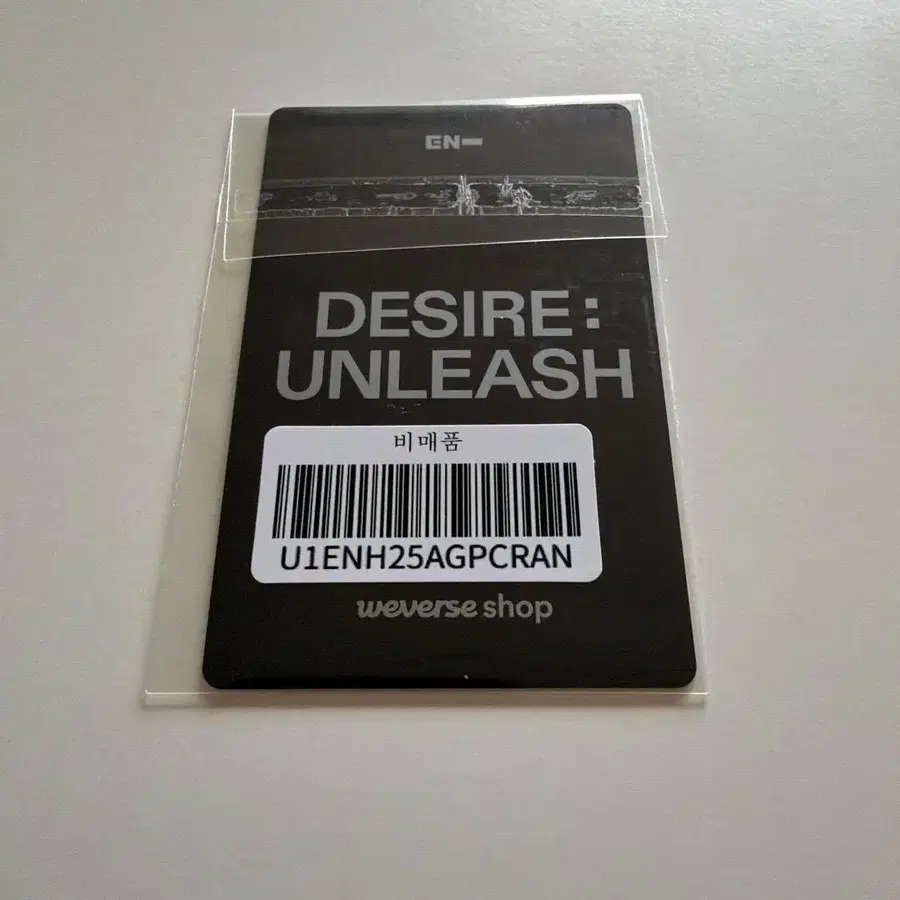 EN-
DESIRE :
UNLEASH
비매품
U1ENH25AGPCRAN
weverse shop